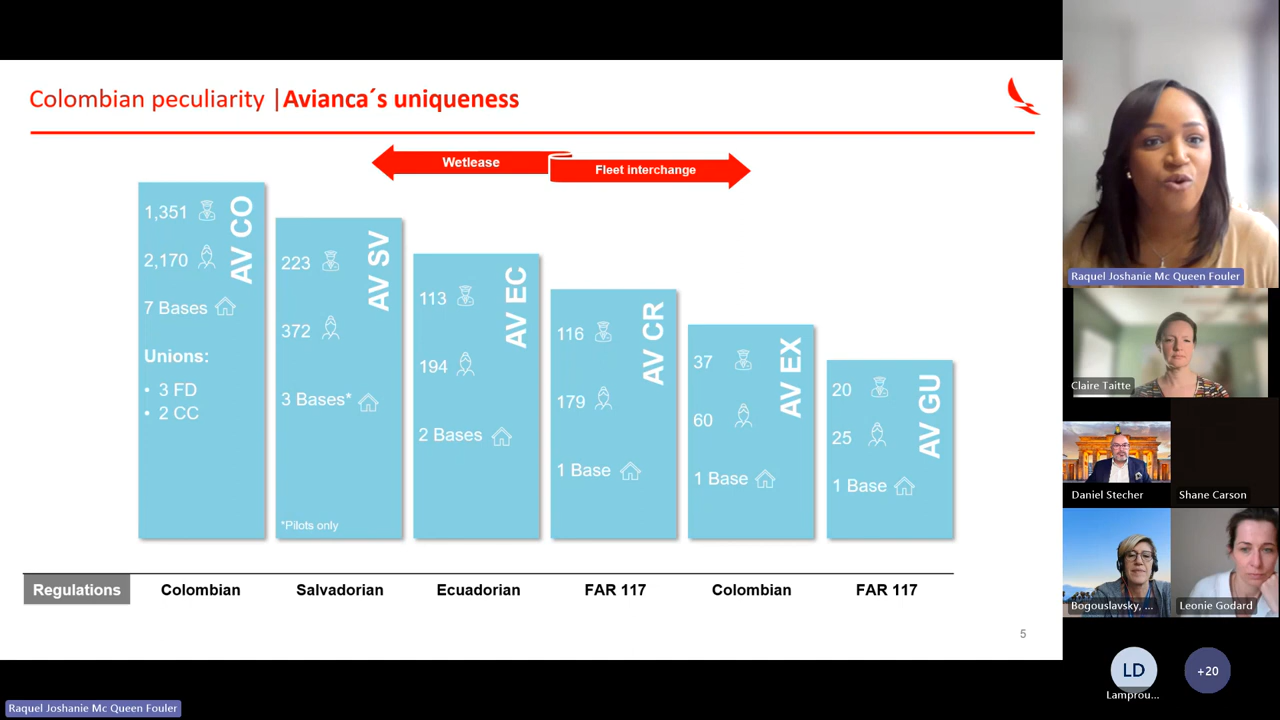 Colombian peculiarity |Avianca´s uniqueness
Wetlease
Fleet interchange
1,351
2,170
7 Bases
Unions:
• 3 FD
• 2 CC
AV CO
223
372
3 Bases*
*Pilots only
AV SV
113
194
2 Bases
AV EC
116
179
1 Base
AV CR
37
60
1 Base
AV EX
20
25
1 Base
AV GU
Regulations
Colombian
Salvadorian
Ecuadorian
FAR 117
Colombian
FAR 117
5
Raquel Joshanie Mc Queen Fouler
Claire Taitte
Daniel Stecher
Shane Carson
Bogouslavsky, ...
Leonie Godard
LD
Lamprou...
+20
Raquel Joshanie Mc Queen Fouler